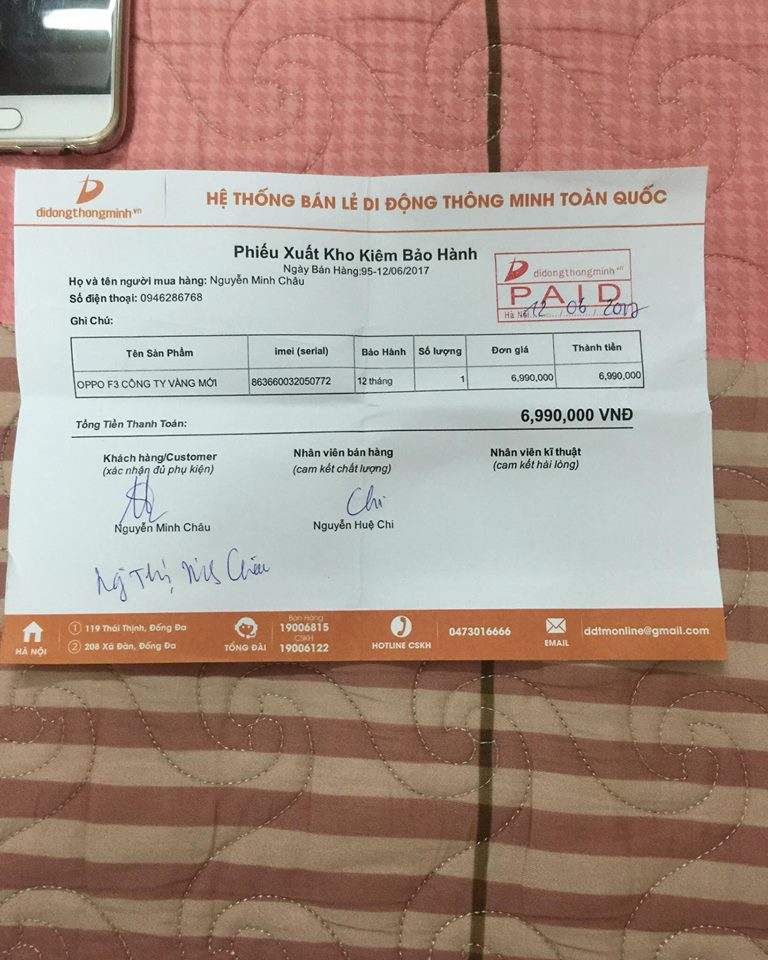 didongthongminh.vn
HỆ THỐNG BÁN LẺ DI ĐỘNG THÔNG MINH TOÀN QUỐC
Phiếu Xuất Kho Kiêm Bảo Hành
Ngày Bán Hàng:95-12/06/2017
Họ và tên người mua hàng: Nguyễn Minh Châu
Số điện thoại: 0946286768
Ghi Chú:
didongthongminh.vn
PAID
Hà Nội 12 / 06 / 2017
Tên Sản Phẩm imei (serial) Bảo Hành Số lượng Đơn giá Thành tiền
OPPO F3 CÔNG TY VÀNG MỚI 863660032050772 12 tháng 1 6,990,000 6,990,000
Tổng Tiền Thanh Toán: 6,990,000 VNĐ
Khách hàng/Customer Nhân viên bán hàng Nhân viên kĩ thuật
(xác nhận đủ phụ kiện) (cam kết chất lượng) (cam kết hài lòng)
Chi
Nguyễn Minh Châu Nguyễn Huệ Chi
Thị Châu
HÀ NỘI
1 119 Thái Thịnh, Đống Đa
2 208 Xã Đàn, Đống Đa
TỔNG ĐÀI
Bán Hàng
19006815
CSKH
19006122
HOTLINE CSKH
0473016666
EMAIL
ddtmonline@gmail.com